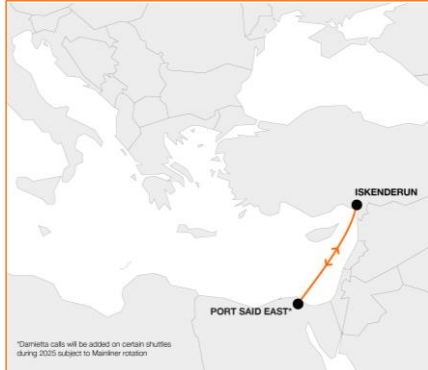 ISKENDERUN
PORT SAID EAST*
*Damietta calls will be added on certain shuttles
during 2025 subject to Mainliner rotation